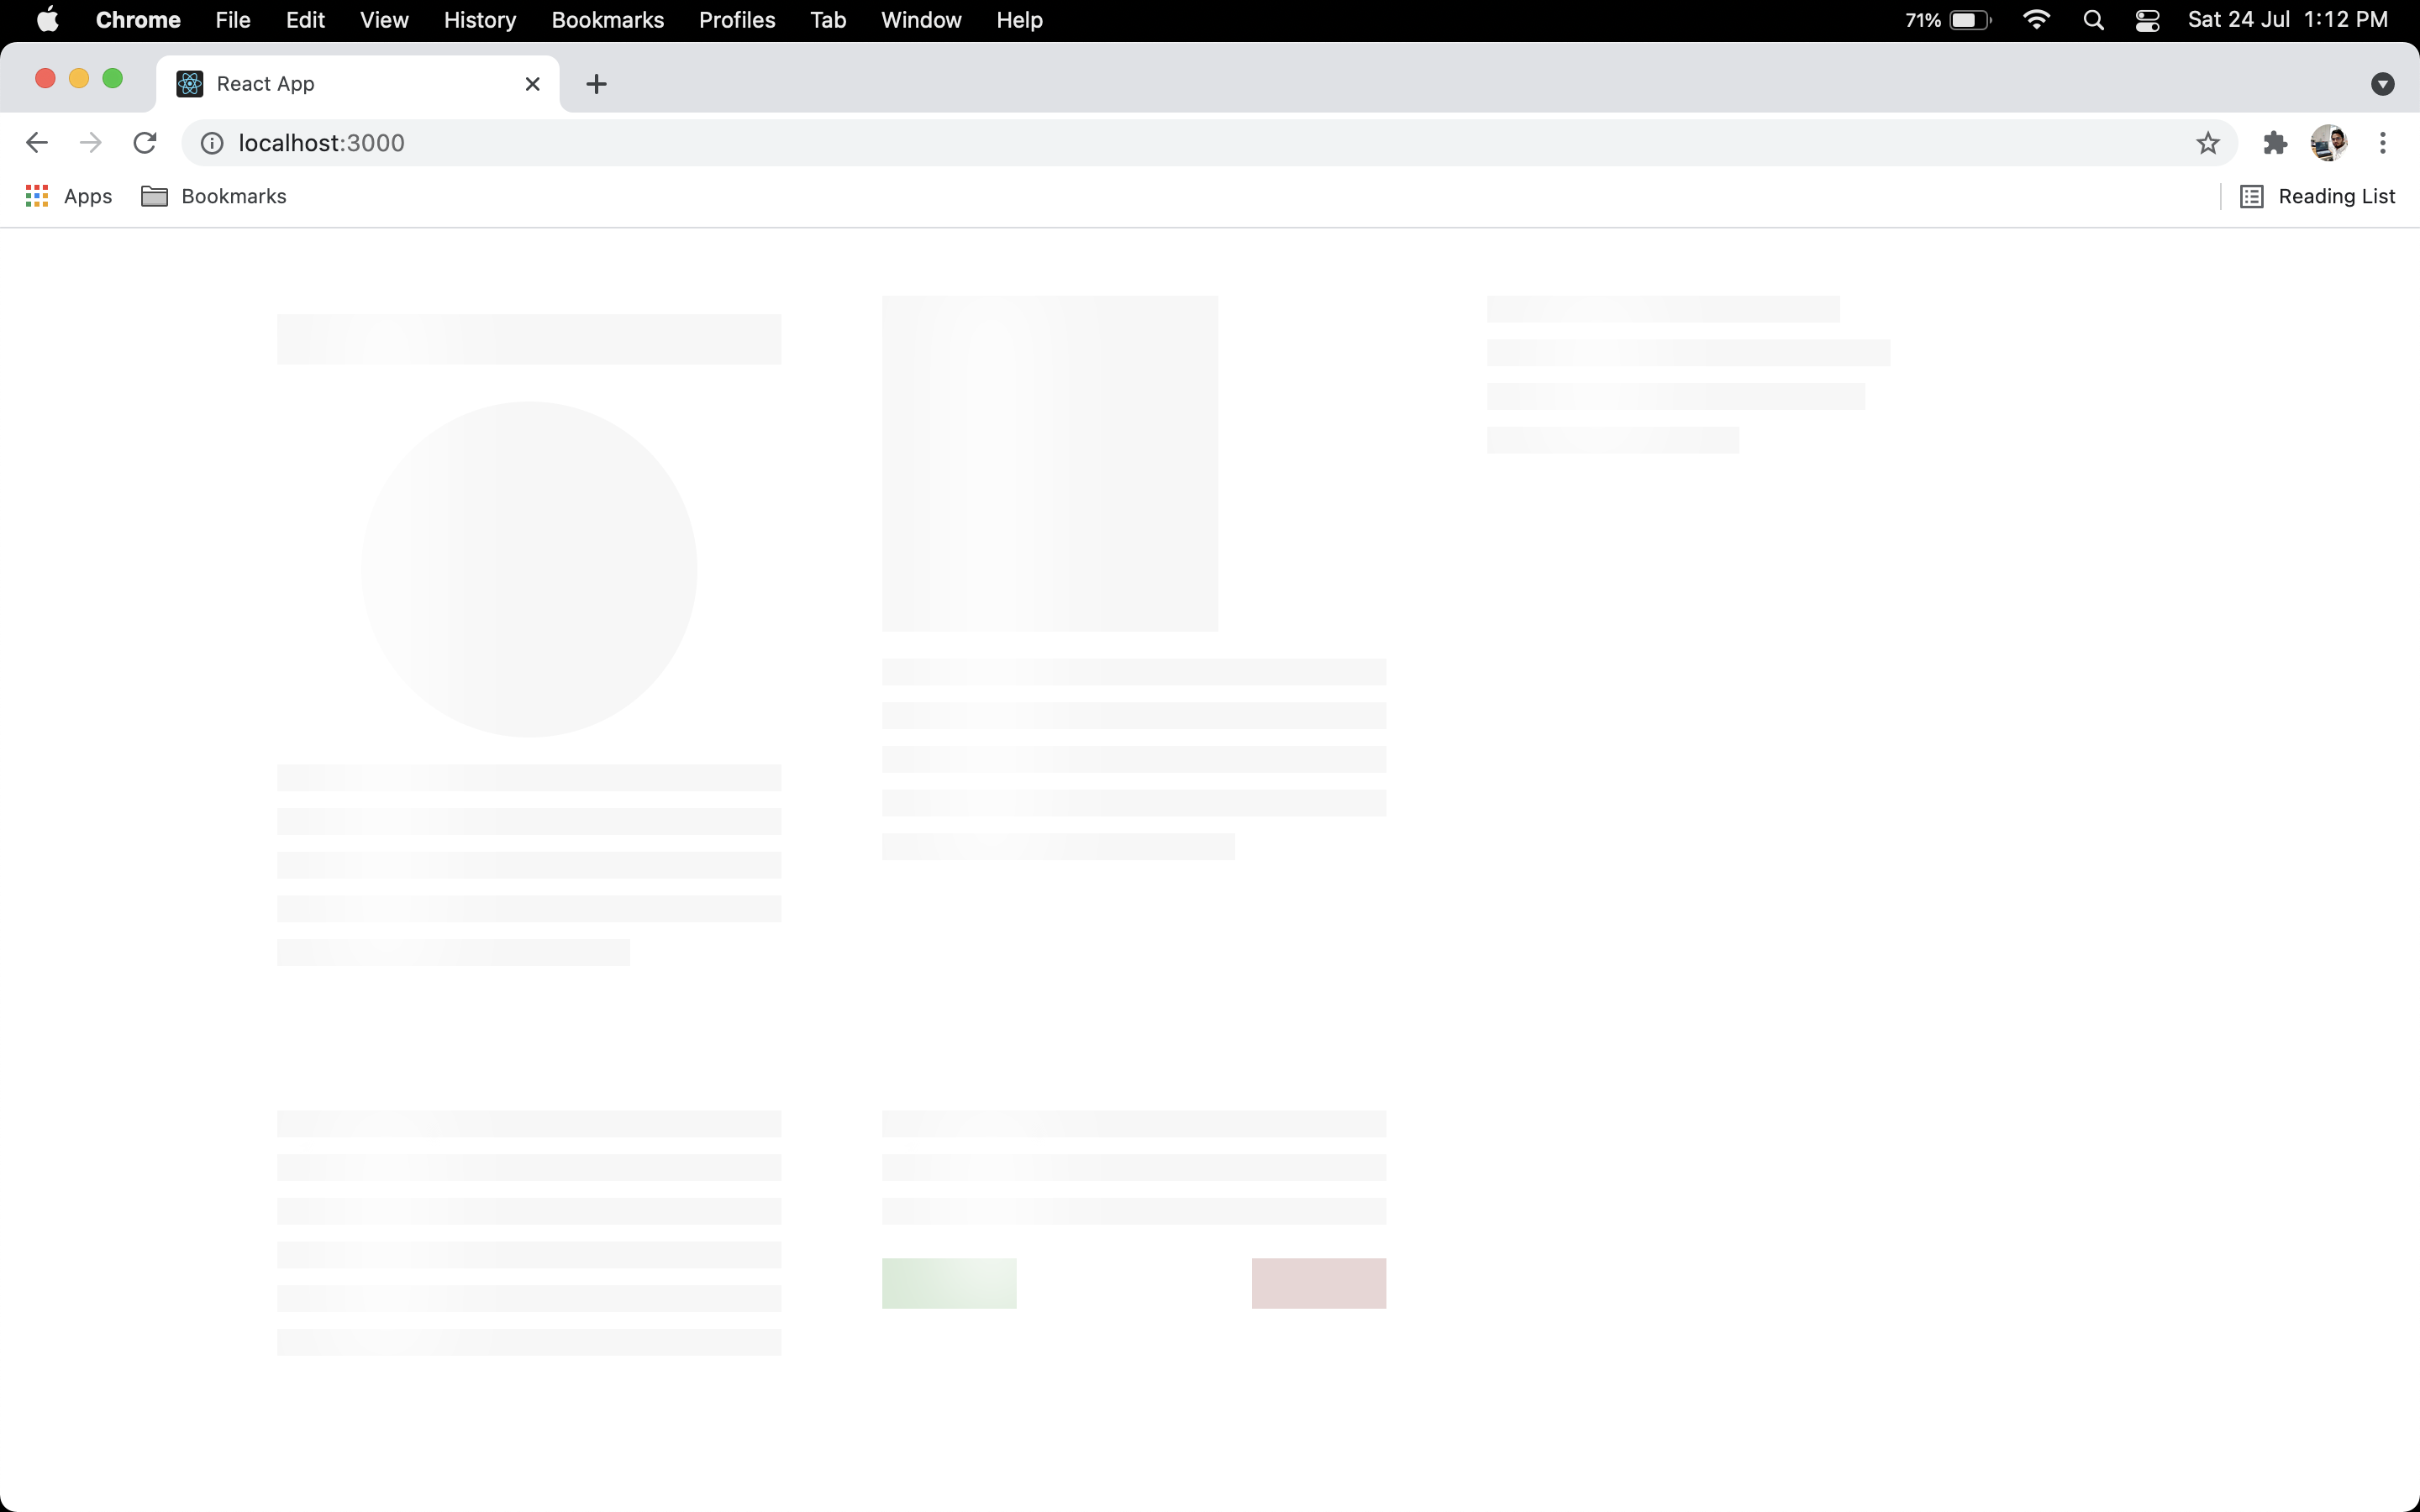 Chrome File Edit View History Bookmarks Profiles Tab Window Help 71% Sat 24 Jul 1:12 PM
React App
localhost:3000
Apps Bookmarks Reading List